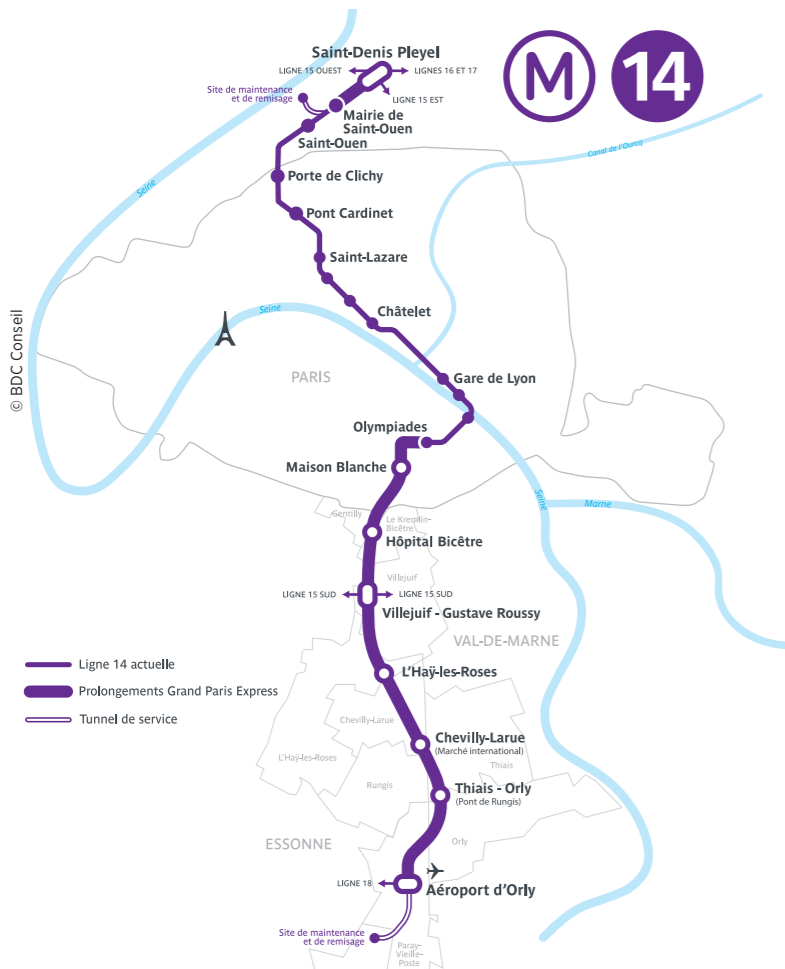 Saint-Denis Pleyel
M
14
LIGNE 15 OUEST
LIGNES 16 ET 17
LIGNE 15 EST
Site de maintenance
et de remisage
Mairie de
Saint-Ouen
Saint-Ouen
Canal de l'Ourcq
Porte de Clichy
Seine
Pont Cardinet
Saint-Lazare
Châtelet
Seine
© BDC Conseil
PARIS
Gare de Lyon
Olympiades
Maison Blanche
Seine
Marne
Gentilly
Le Kremlin-
Bicêtre
Hôpital Bicêtre
Villejuif
LIGNE 15 SUD
LIGNE 15 SUD
Villejuif - Gustave Roussy
VAL-DE-MARNE
Ligne 14 actuelle
Prolongements Grand Paris Express
Tunnel de service
L'Haÿ-les-Roses
Chevilly-Larue
Chevilly-Larue
(Marché international)
L'Haÿ-les-Roses
Thiais
Rungis
Thiais - Orly
(Pont de Rungis)
ESSONNE
Orly
LIGNE 18
Aéroport d'Orly
Site de maintenance
et de remisage
Paray-
Vieille-
Poste